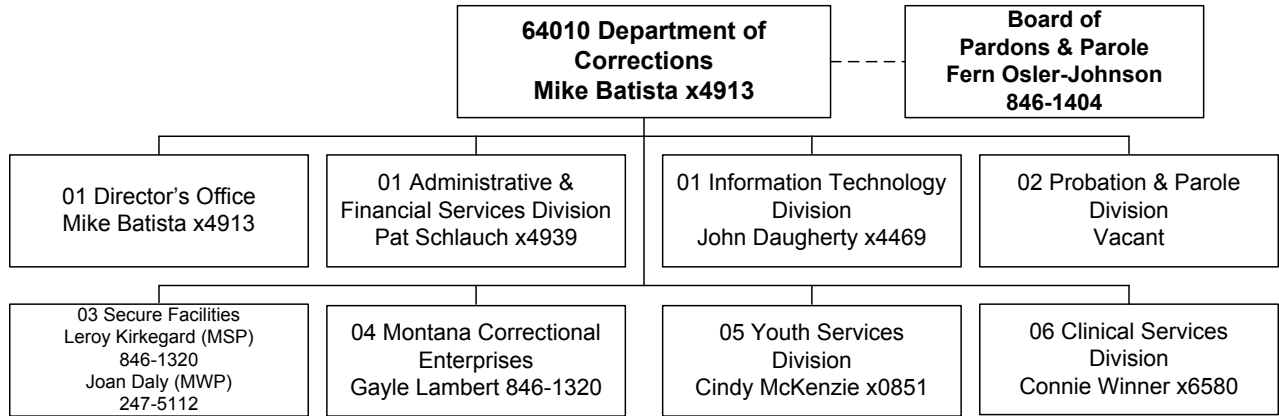 64010 Department of
Corrections
Mike Batista x4913
Board of
Pardons & Parole
Fern Osler-Johnson
846-1404
01 Director’s Office
Mike Batista x4913
01 Administrative &
Financial Services Division
Pat Schlauch x4939
01 Information Technology
Division
John Daugherty x4469
02 Probation & Parole
Division
Vacant
03 Secure Facilities
Leroy Kirkegard (MSP)
846-1320
Joan Daly (MWP)
247-5112
04 Montana Correctional
Enterprises
Gayle Lambert 846-1320
05 Youth Services
Division
Cindy McKenzie x0851
06 Clinical Services
Division
Connie Winner x6580